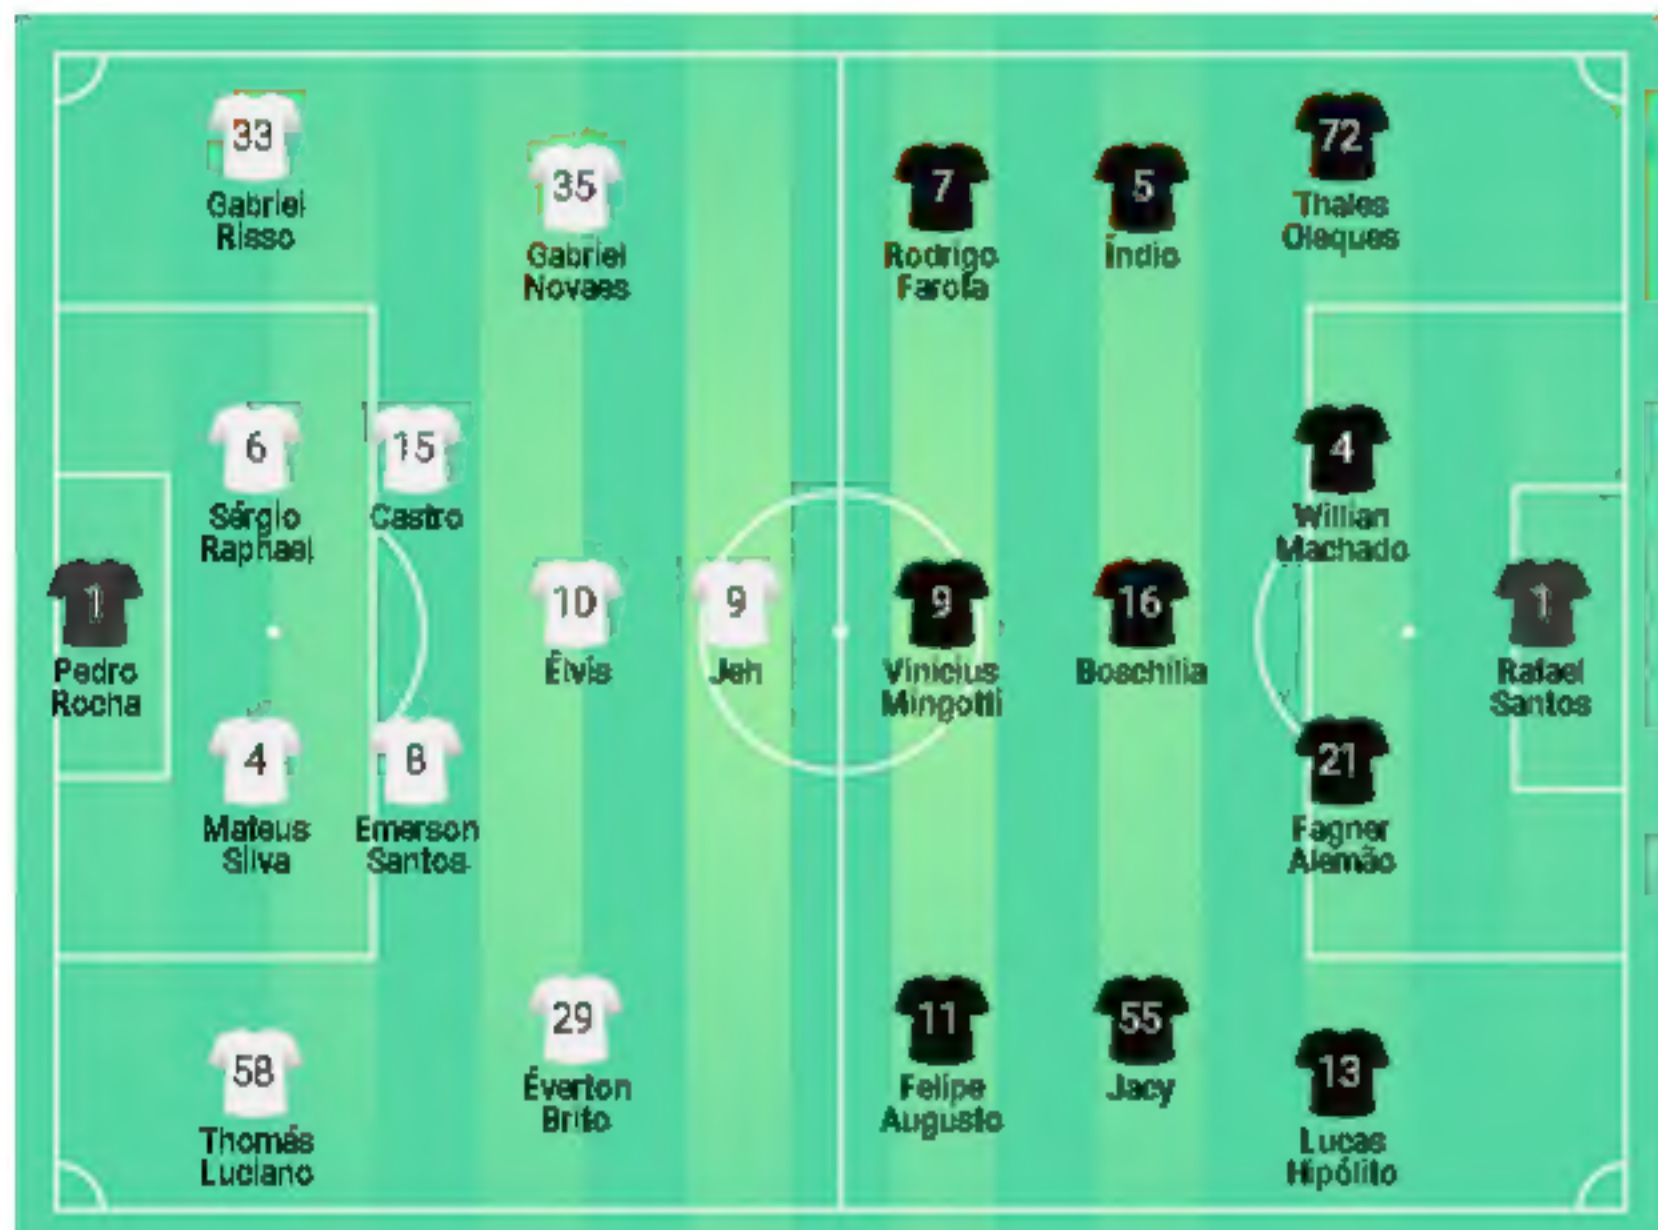 33
Gabriel
Risso
35
Gabriel
Novaes
7
Rodrigo
Farofa
5
Índio
72
Thales
Oleques
6
Sérgio
Raphael
15
Castro
4
Willian
Machado
1
Pedro
Rocha
10
Élvis
9
Jeh
9
Vinicius
Mingotti
16
Boschilia
1
Rafael
Santos
4
Mateus
Silva
8
Emerson
Santos
21
Fagner
Alemão
29
Éverton
Brito
11
Felipe
Augusto
55
Jacy
58
Thomás
Luciano
13
Lucas
Hipólito